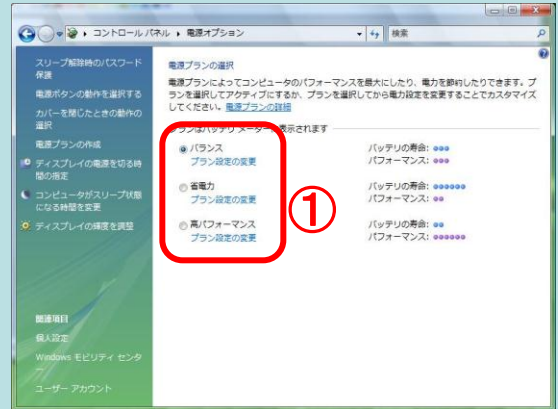 コントロール パネル ▸ 電源オプション
検索
スリープ解除時のパスワード
保護
電源ボタンの動作を選択する
カバーを閉じたときの動作の
選択
電源プランの作成
ディスプレイの電源を切る時
間の指定
コンピュータがスリープ状態
になる時間を変更
ディスプレイの輝度を調整
関連項目
個人設定
Windows モビリティ センタ
ー
ユーザー アカウント
電源プランの選択
電源プランによってコンピュータのパフォーマンスを最大にしたり、電力を節約したりできます。プ
ランを選択してアクティブにするか、プランを選択してから電力設定を変更することでカスタマイズ
してください。電源プランの詳細
プランはバッテリ メーターに表示されます
バランス
プラン設定の変更
バッテリの寿命:
パフォーマンス:
省電力
プラン設定の変更
バッテリの寿命:
パフォーマンス:
高パフォーマンス
プラン設定の変更
バッテリの寿命:
パフォーマンス:
①